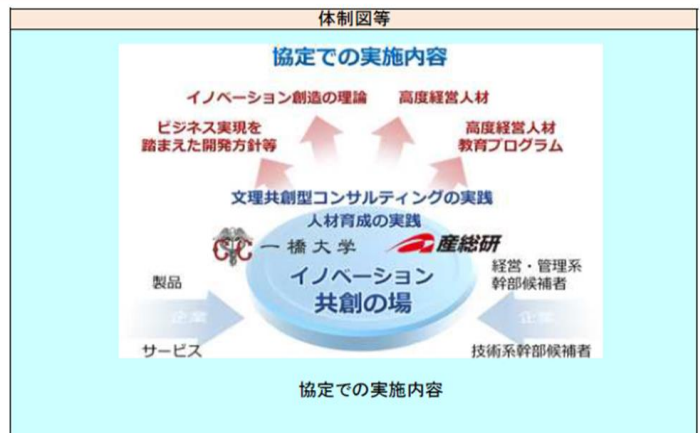 体制図等
協定での実施内容
イノベーション創造の理論
高度経営人材
ビジネス実現を
踏まえた開発方針等
高度経営人材
教育プログラム
文理共創型コンサルティングの実践
人材育成の実践
一橋大学
産総研
イノベーション
共創の場
製品
企業
サービス
経営・管理系
幹部候補者
企業
技術系幹部候補者
協定での実施内容